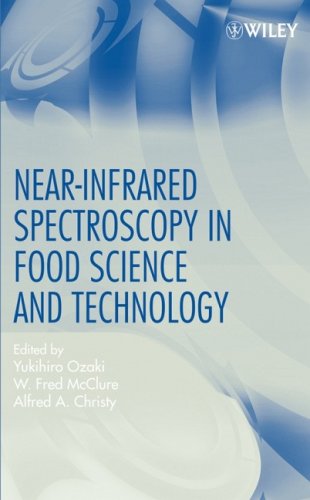 WILEY
NEAR-INFRARED
SPECTROSCOPY IN
FOOD SCIENCE
AND TECHNOLOGY
Edited by
Yukihiro Ozaki
W. Fred McClure
Alfred A. Christy